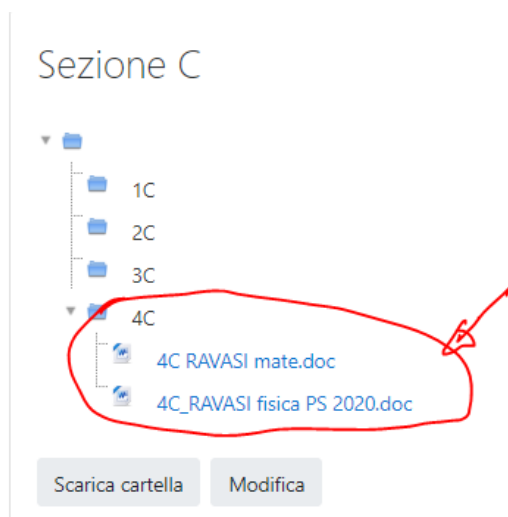 Sezione C
1C
2C
3C
4C
4C RAVASI mate.doc
4C_RAVASI fisica PS 2020.doc
Scarica cartella Modifica